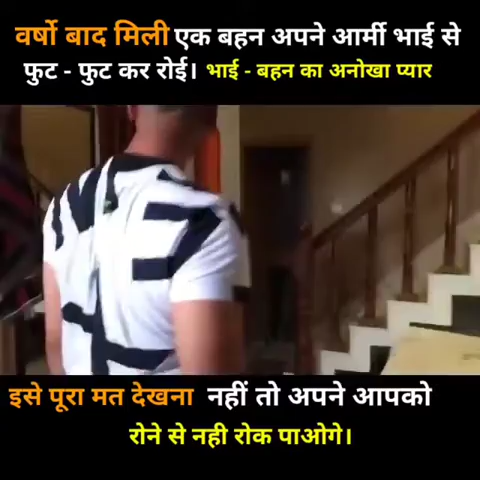 वर्षो बाद मिली एक बहन अपने आर्मी भाई से
फुट - फुट कर रोई। भाई - बहन का अनोखा प्यार
इसे पूरा मत देखना नहीं तो अपने आपको
रोने से नही रोक पाओगे।